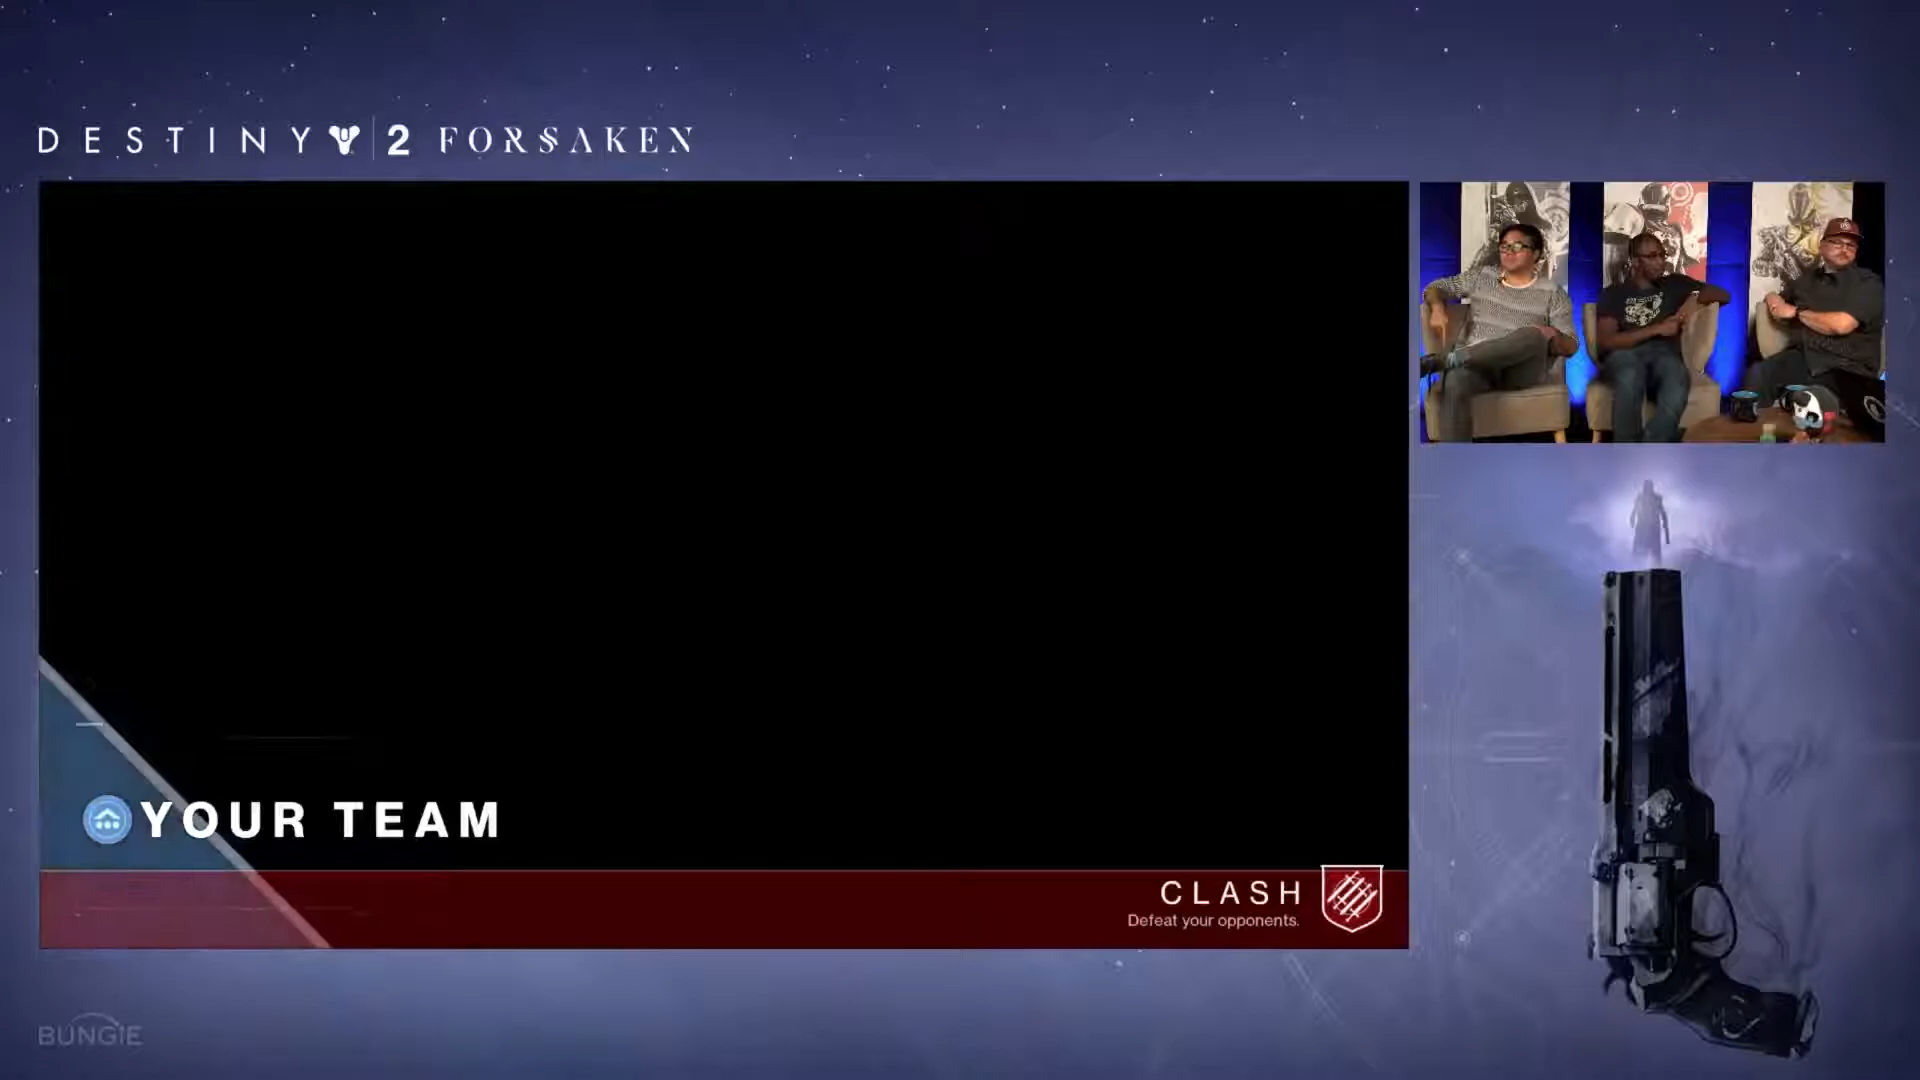 DESTINY 2 FORSAKEN
YOUR TEAM
CLASH
Defeat your opponents.
BUNGIE